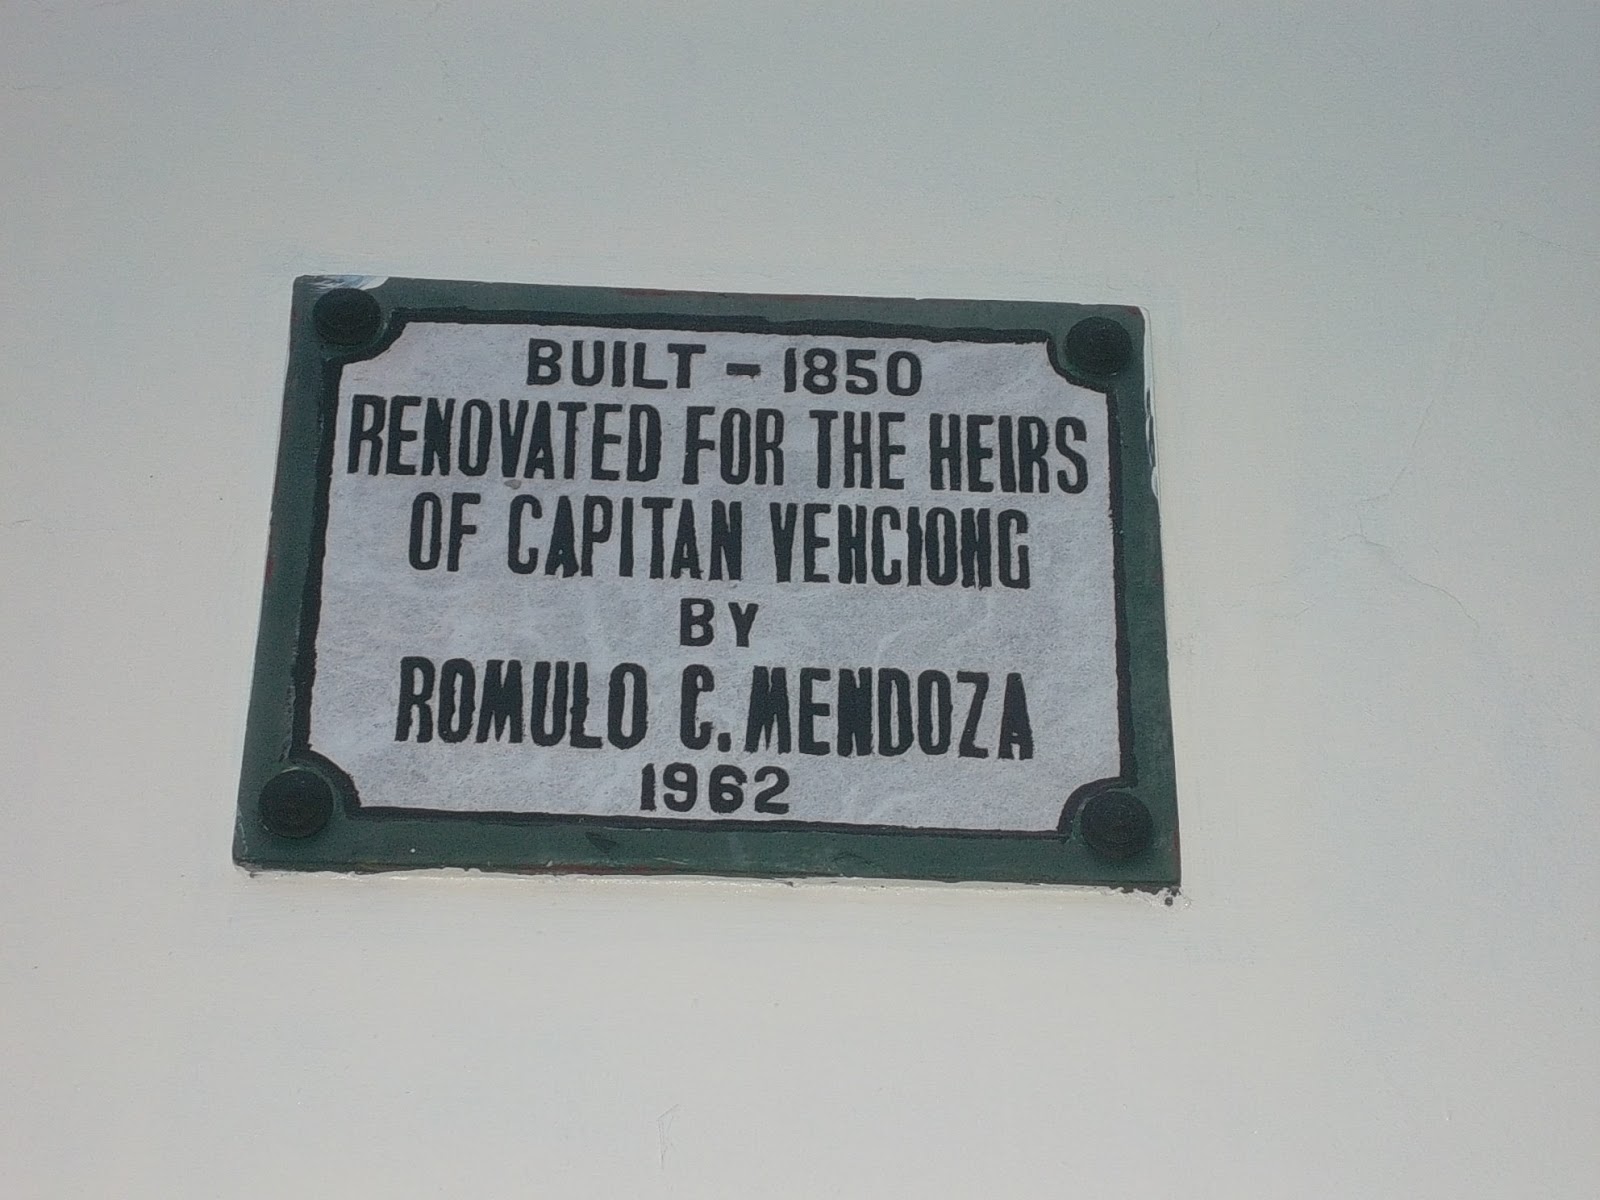 BUILT - 1850
RENOVATED FOR THE HEIRS
OF CAPITAN VENCIONG
BY
ROMULO C. MENDOZA
1962